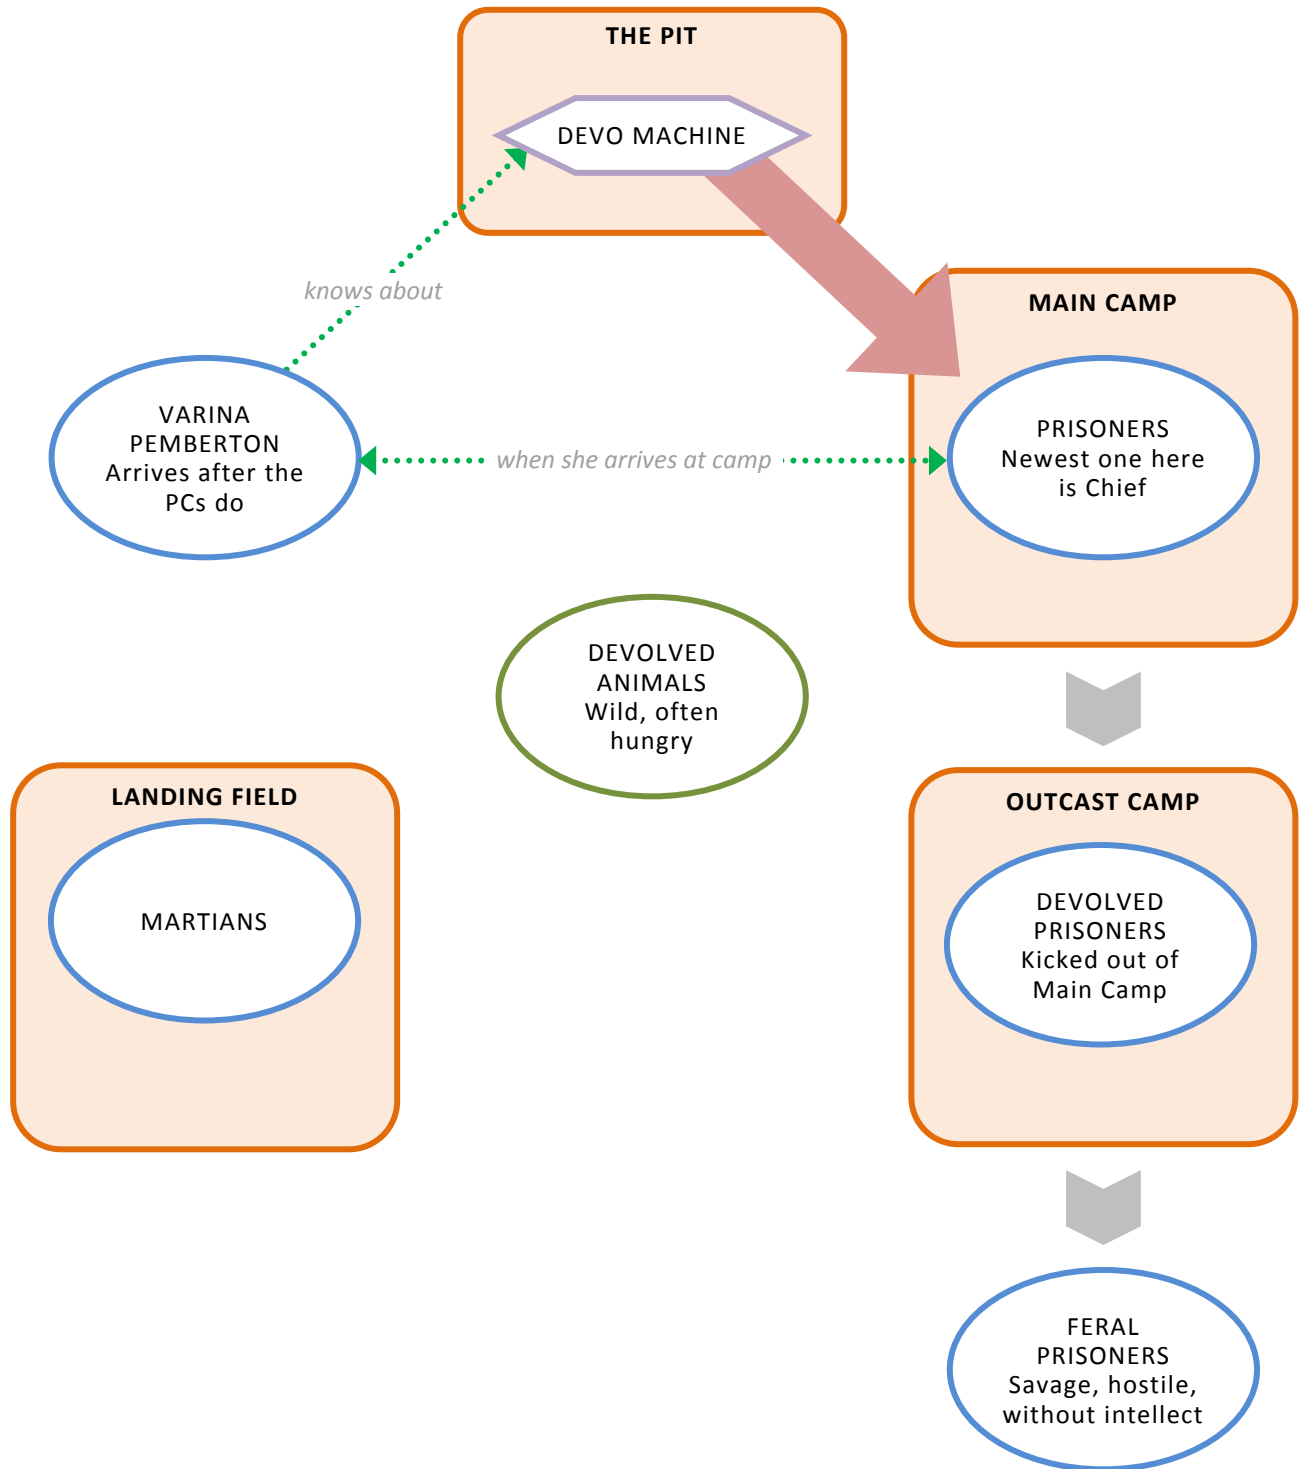 THE PIT
DEVO MACHINE
knows about
MAIN CAMP
VARINA
PEMBERTON
Arrives after the
PCs do
when she arrives at camp
PRISONERS
Newest one here
is Chief
DEVOLVED
ANIMALS
Wild, often
hungry
LANDING FIELD
MARTIANS
OUTCAST CAMP
DEVOLVED
PRISONERS
Kicked out of
Main Camp
FERAL
PRISONERS
Savage, hostile,
without intellect